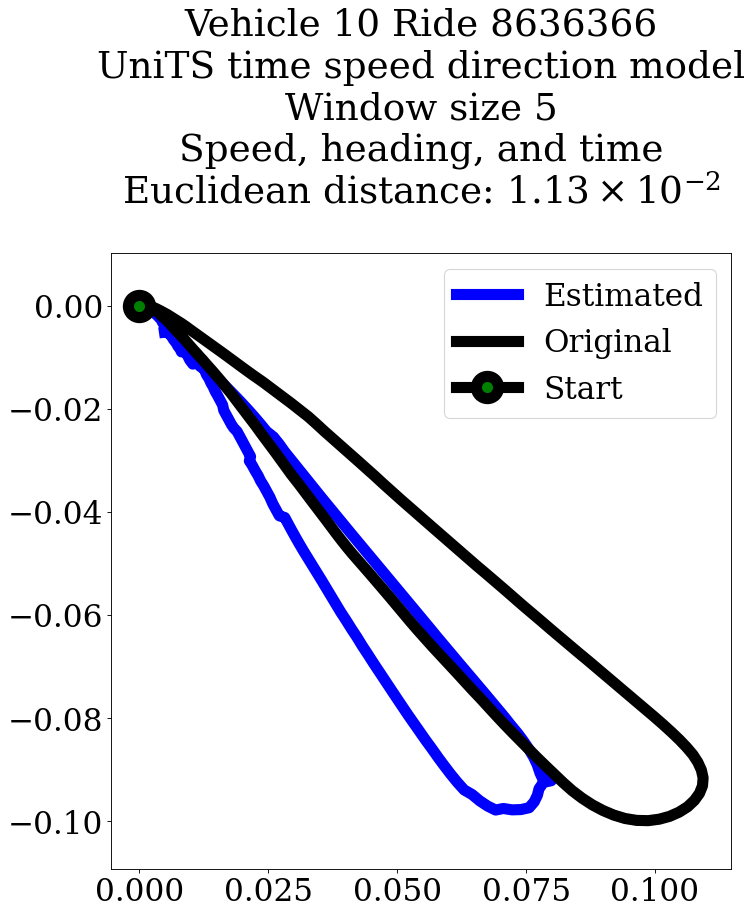 Vehicle 10 Ride 8636366
UniTS time speed direction model
Window size 5
Speed, heading, and time
Euclidean distance: 1.13 × 10⁻²
Estimated
Original
Start
0.00
−0.02
−0.04
−0.06
−0.08
−0.10
0.000 0.025 0.050 0.075 0.100